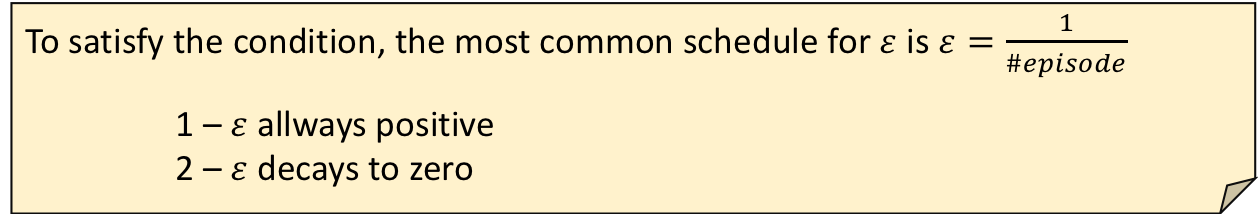 To satisfy the condition, the most common schedule for ε is ε = 1/#episode
1 – ε allways positive
2 – ε decays to zero